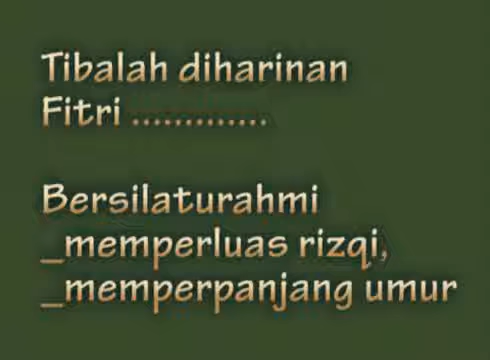 Tibalah diharinan
Fitri .............
Bersilaturahmi
_memperluas rizqi,
_memperpanjang umur